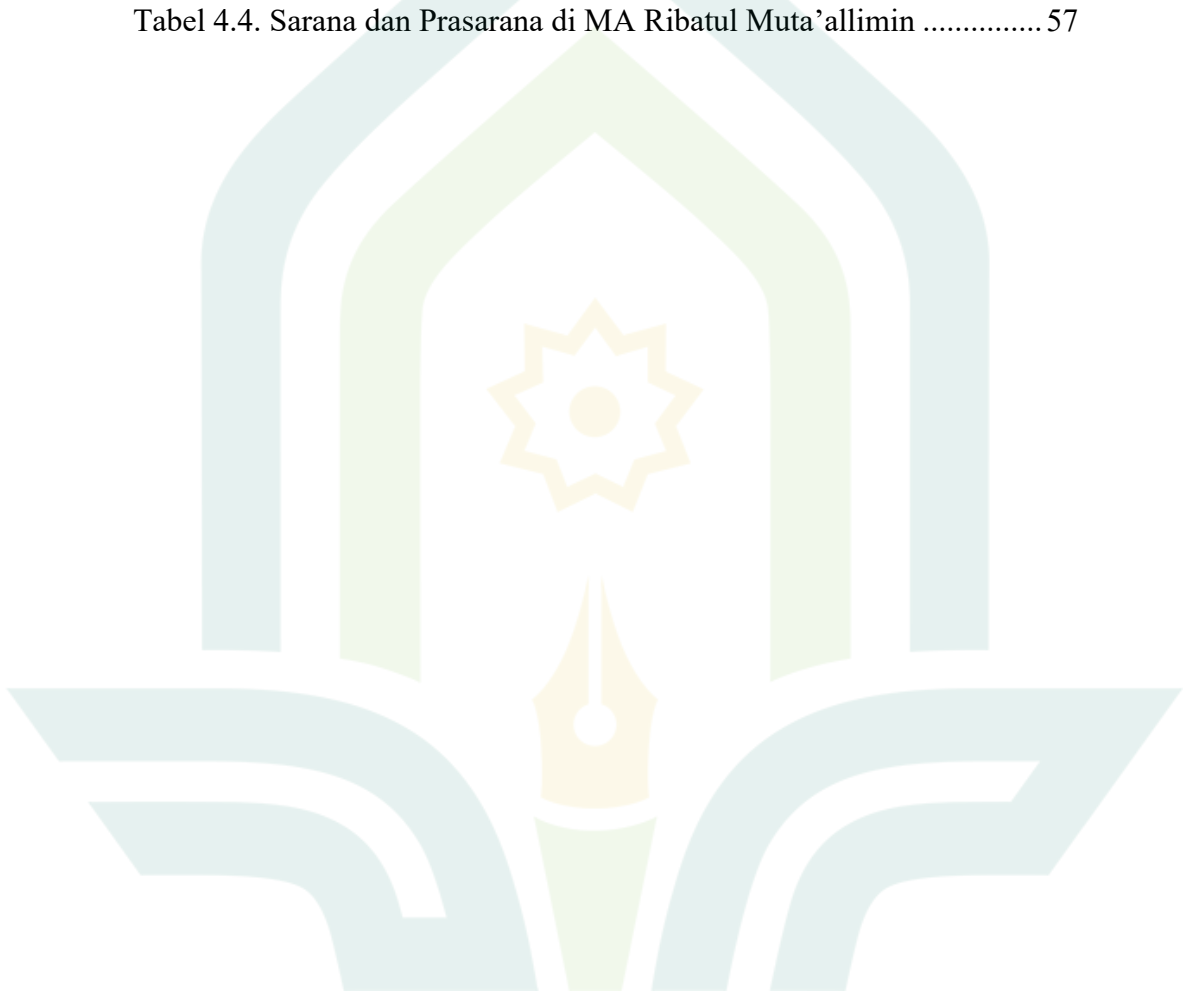 Tabel 4.4. Sarana dan Prasarana di MA Ribatul Muta’allimin ............... 57